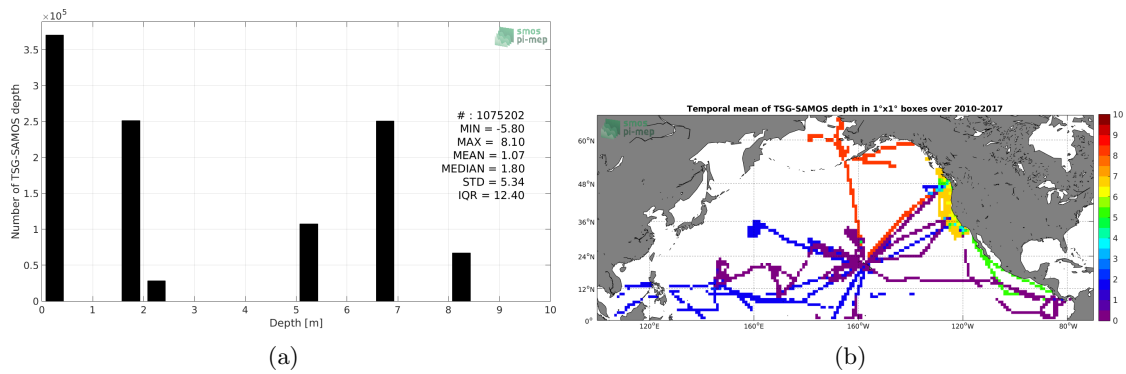 ×10⁵
smos
pi-mep
3.5
3
2.5
2
1.5
1
0.5
0
Number of TSG-SAMOS depth
# : 1075202
MIN = -5.80
MAX = 8.10
MEAN = 1.07
MEDIAN = 1.80
STD = 5.34
IQR = 12.40
0 1 2 3 4 5 6 7 8 9 10
Depth [m]
(a)
Temporal mean of TSG-SAMOS depth in 1°x1° boxes over 2010-2017
smos
pi-mep
60°N
48°N
36°N
24°N
12°N
0°
120°E 160°E 160°W 120°W 80°W
10
9
8
7
6
5
4
3
2
1
0
(b)